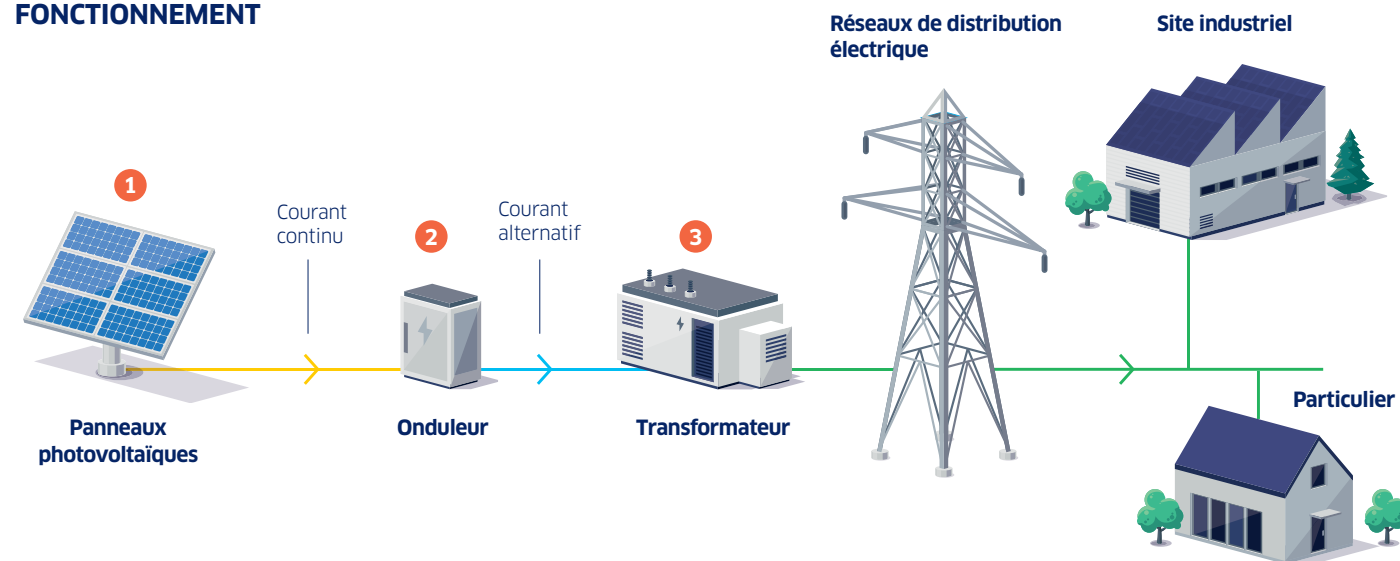 FONCTIONNEMENT
Réseaux de distribution
électrique
Site industriel
1
Courant
continu
2
Courant
alternatif
3
Panneaux
photovoltaïques
Onduleur
Transformateur
Particulier